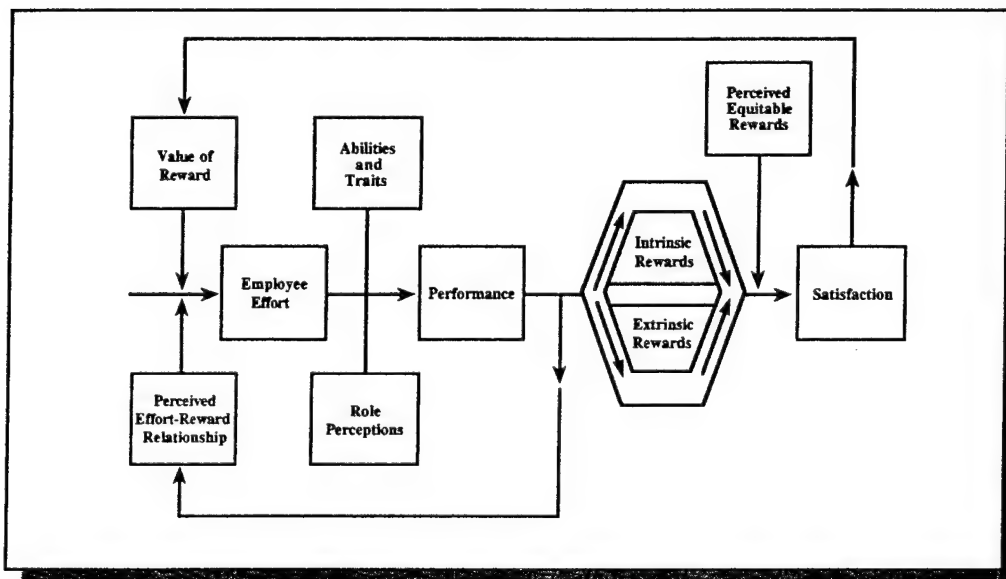 Value of
Reward
Abilities
and
Traits
Perceived
Equitable
Rewards
Employee
Effort
Performance
Intrinsic
Rewards
Extrinsic
Rewards
Satisfaction
Perceived
Effort-Reward
Relationship
Role
Perceptions